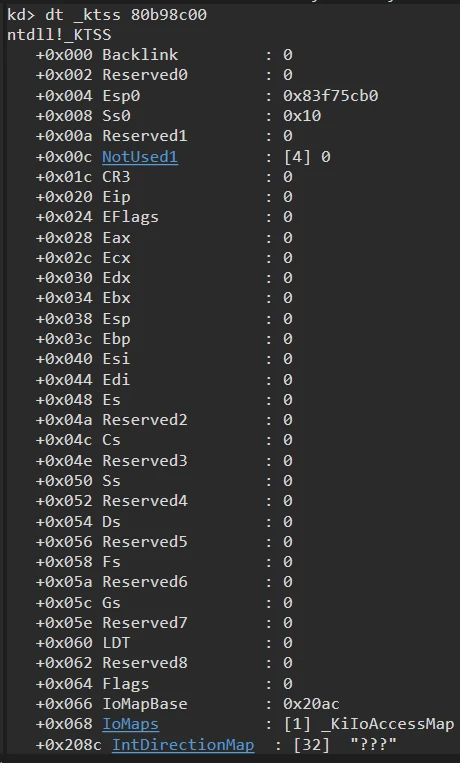 kd> dt _ktss 80b98c00
ntdll!_KTSS
+0x000 Backlink : 0
+0x002 Reserved0 : 0
+0x004 Esp0 : 0x83f75cb0
+0x008 Ss0 : 0x10
+0x00a Reserved1 : 0
+0x00c NotUsed1 : [4] 0
+0x01c CR3 : 0
+0x020 Eip : 0
+0x024 EFlags : 0
+0x028 Eax : 0
+0x02c Ecx : 0
+0x030 Edx : 0
+0x034 Ebx : 0
+0x038 Esp : 0
+0x03c Ebp : 0
+0x040 Esi : 0
+0x044 Edi : 0
+0x048 Es : 0
+0x04a Reserved2 : 0
+0x04c Cs : 0
+0x04e Reserved3 : 0
+0x050 Ss : 0
+0x052 Reserved4 : 0
+0x054 Ds : 0
+0x056 Reserved5 : 0
+0x058 Fs : 0
+0x05a Reserved6 : 0
+0x05c Gs : 0
+0x05e Reserved7 : 0
+0x060 LDT : 0
+0x062 Reserved8 : 0
+0x064 Flags : 0
+0x066 IoMapBase : 0x20ac
+0x068 IoMaps : [1] _KiIoAccessMap
+0x208c IntDirectionMap : [32] "???"